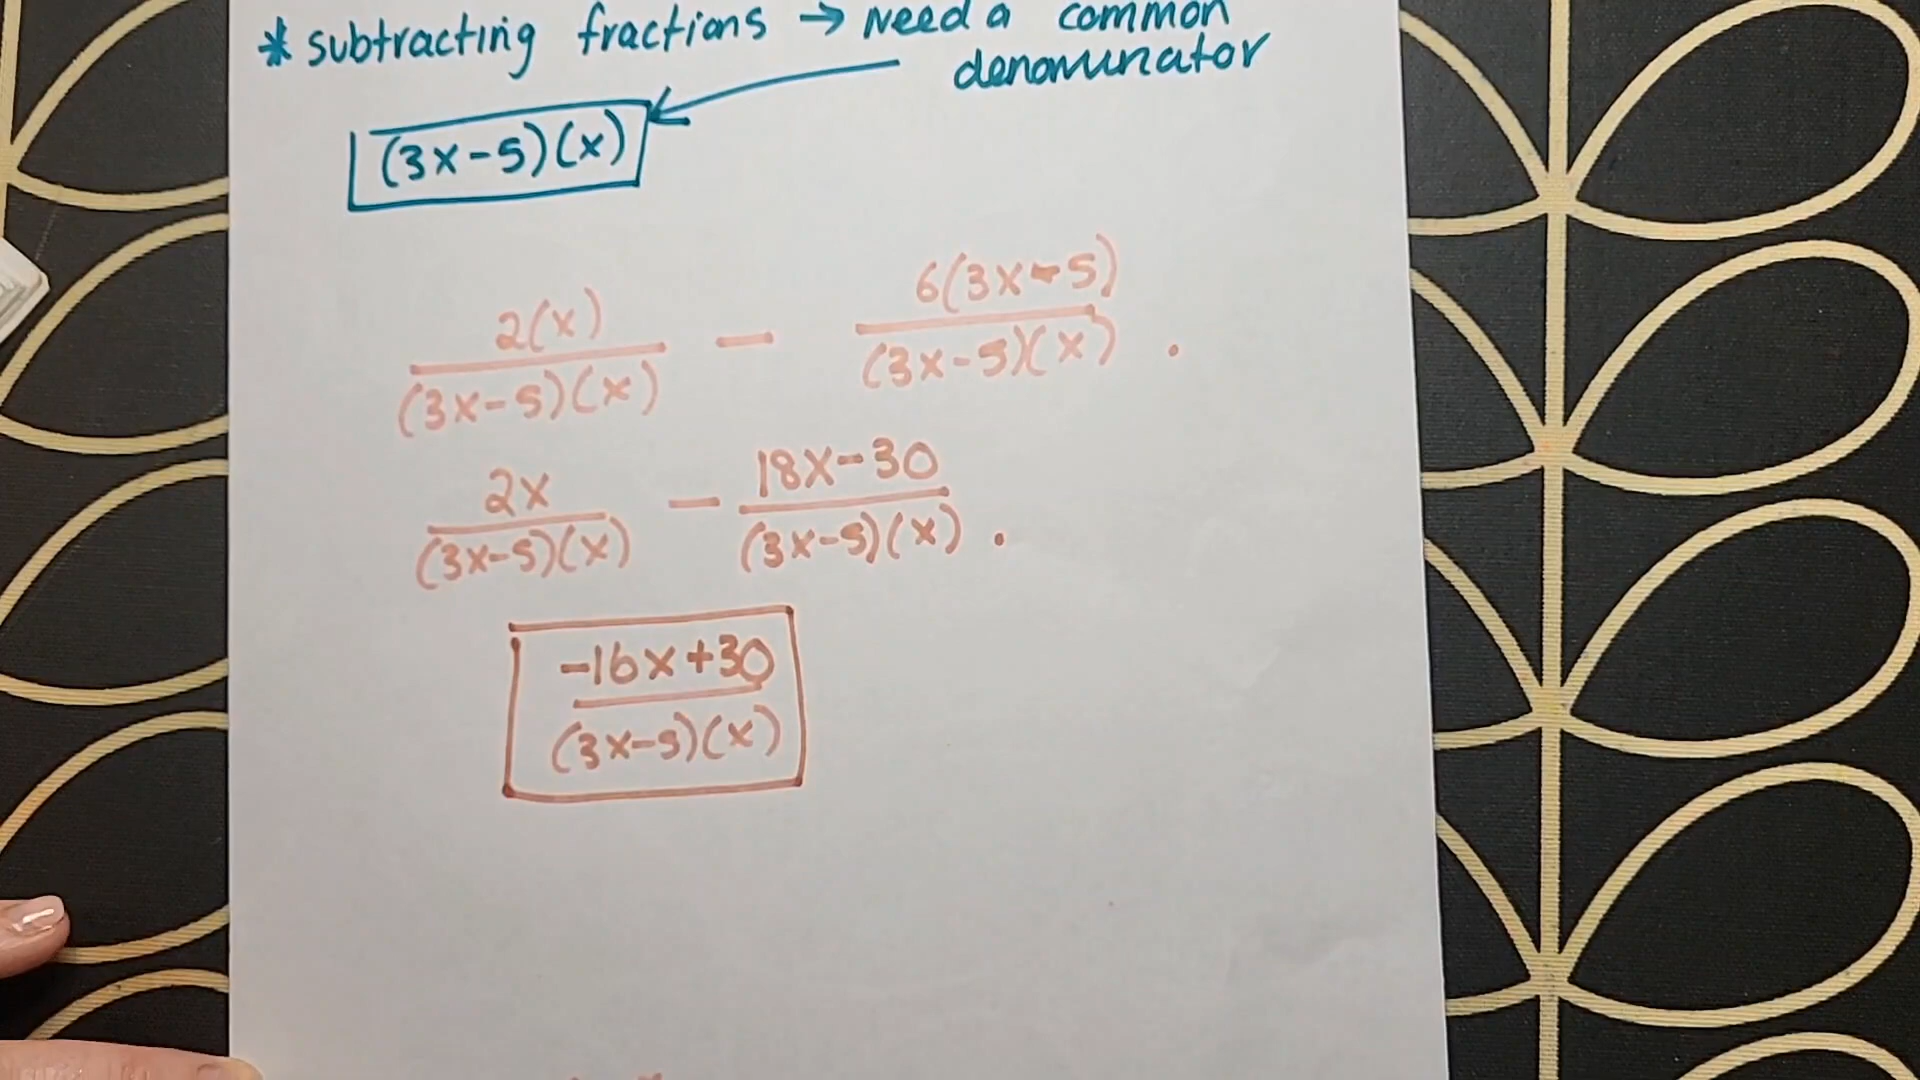 * subtracting fractions → need a common
denominator
(3x-5)(x)
2(x) / (3x-5)(x) - 6(3x-5) / (3x-5)(x) .
2x / (3x-5)(x) - 18x-30 / (3x-5)(x) .
-16x+30 / (3x-5)(x)